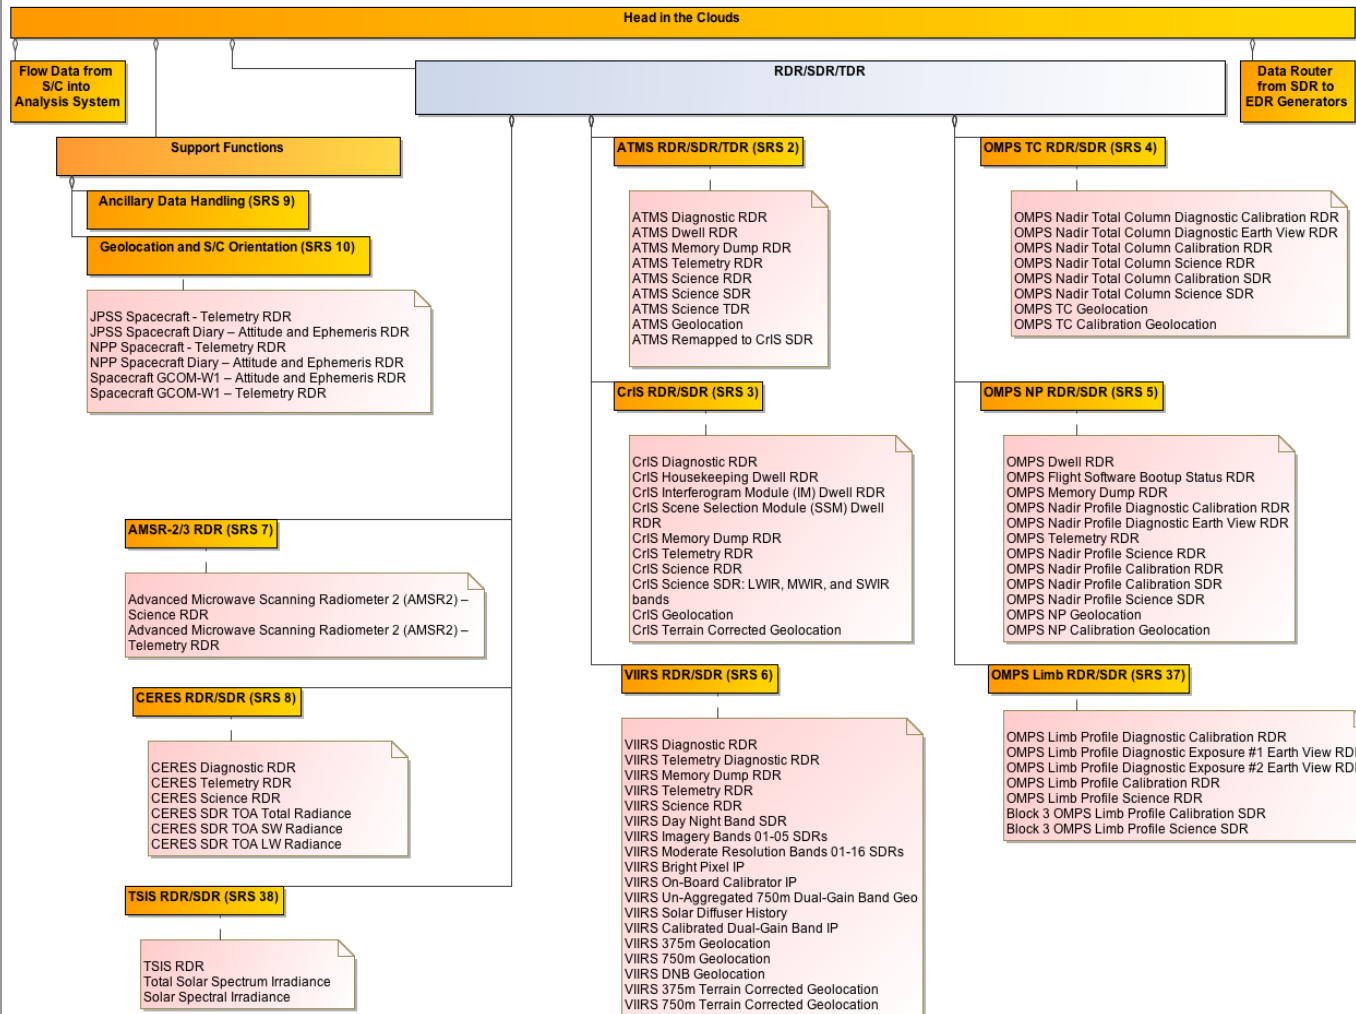 Head in the Clouds
Flow Data from
S/C into
Analysis System
RDR/SDR/TDR
Data Router
from SDR to
EDR Generators
Support Functions
Ancillary Data Handling (SRS 9)
Geolocation and S/C Orientation (SRS 10)
JPSS Spacecraft - Telemetry RDR
JPSS Spacecraft Diary – Attitude and Ephemeris RDR
NPP Spacecraft - Telemetry RDR
NPP Spacecraft Diary – Attitude and Ephemeris RDR
Spacecraft GCOM-W1 – Attitude and Ephemeris RDR
Spacecraft GCOM-W1 – Telemetry RDR
AMSR-2/3 RDR (SRS 7)
Advanced Microwave Scanning Radiometer 2 (AMSR2) –
Science RDR
Advanced Microwave Scanning Radiometer 2 (AMSR2) –
Telemetry RDR
CERES RDR/SDR (SRS 8)
CERES Diagnostic RDR
CERES Telemetry RDR
CERES Science RDR
CERES SDR TOA Total Radiance
CERES SDR TOA SW Radiance
CERES SDR TOA LW Radiance
TSIS RDR/SDR (SRS 38)
TSIS RDR
Total Solar Spectrum Irradiance
Solar Spectral Irradiance
ATMS RDR/SDR/TDR (SRS 2)
ATMS Diagnostic RDR
ATMS Dwell RDR
ATMS Memory Dump RDR
ATMS Telemetry RDR
ATMS Science RDR
ATMS Science SDR
ATMS Science TDR
ATMS Geolocation
ATMS Remapped to CrIS SDR
CrIS RDR/SDR (SRS 3)
CrIS Diagnostic RDR
CrIS Housekeeping Dwell RDR
CrIS Interferogram Module (IM) Dwell RDR
CrIS Scene Selection Module (SSM) Dwell
RDR
CrIS Memory Dump RDR
CrIS Telemetry RDR
CrIS Science RDR
CrIS Science SDR: LWIR, MWIR, and SWIR
bands
CrIS Geolocation
CrIS Terrain Corrected Geolocation
VIIRS RDR/SDR (SRS 6)
VIIRS Diagnostic RDR
VIIRS Telemetry Diagnostic RDR
VIIRS Memory Dump RDR
VIIRS Telemetry RDR
VIIRS Science RDR
VIIRS Day Night Band SDR
VIIRS Imagery Bands 01-05 SDRs
VIIRS Moderate Resolution Bands 01-16 SDRs
VIIRS Bright Pixel IP
VIIRS On-Board Calibrator IP
VIIRS Un-Aggregated 750m Dual-Gain Band Geo
VIIRS Solar Diffuser History
VIIRS Calibrated Dual-Gain Band IP
VIIRS 375m Geolocation
VIIRS 750m Geolocation
VIIRS DNB Geolocation
VIIRS 375m Terrain Corrected Geolocation
VIIRS 750m Terrain Corrected Geolocation
OMPS TC RDR/SDR (SRS 4)
OMPS Nadir Total Column Diagnostic Calibration RDR
OMPS Nadir Total Column Diagnostic Earth View RDR
OMPS Nadir Total Column Calibration RDR
OMPS Nadir Total Column Science RDR
OMPS Nadir Total Column Calibration SDR
OMPS Nadir Total Column Science SDR
OMPS TC Geolocation
OMPS TC Calibration Geolocation
OMPS NP RDR/SDR (SRS 5)
OMPS Dwell RDR
OMPS Flight Software Bootup Status RDR
OMPS Memory Dump RDR
OMPS Nadir Profile Diagnostic Calibration RDR
OMPS Nadir Profile Diagnostic Earth View RDR
OMPS Telemetry RDR
OMPS Nadir Profile Science RDR
OMPS Nadir Profile Calibration RDR
OMPS Nadir Profile Calibration SDR
OMPS Nadir Profile Science SDR
OMPS NP Geolocation
OMPS NP Calibration Geolocation
OMPS Limb RDR/SDR (SRS 37)
OMPS Limb Profile Diagnostic Calibration RDR
OMPS Limb Profile Diagnostic Exposure #1 Earth View RD
OMPS Limb Profile Diagnostic Exposure #2 Earth View RD
OMPS Limb Profile Calibration RDR
OMPS Limb Profile Science RDR
Block 3 OMPS Limb Profile Calibration SDR
Block 3 OMPS Limb Profile Science SDR